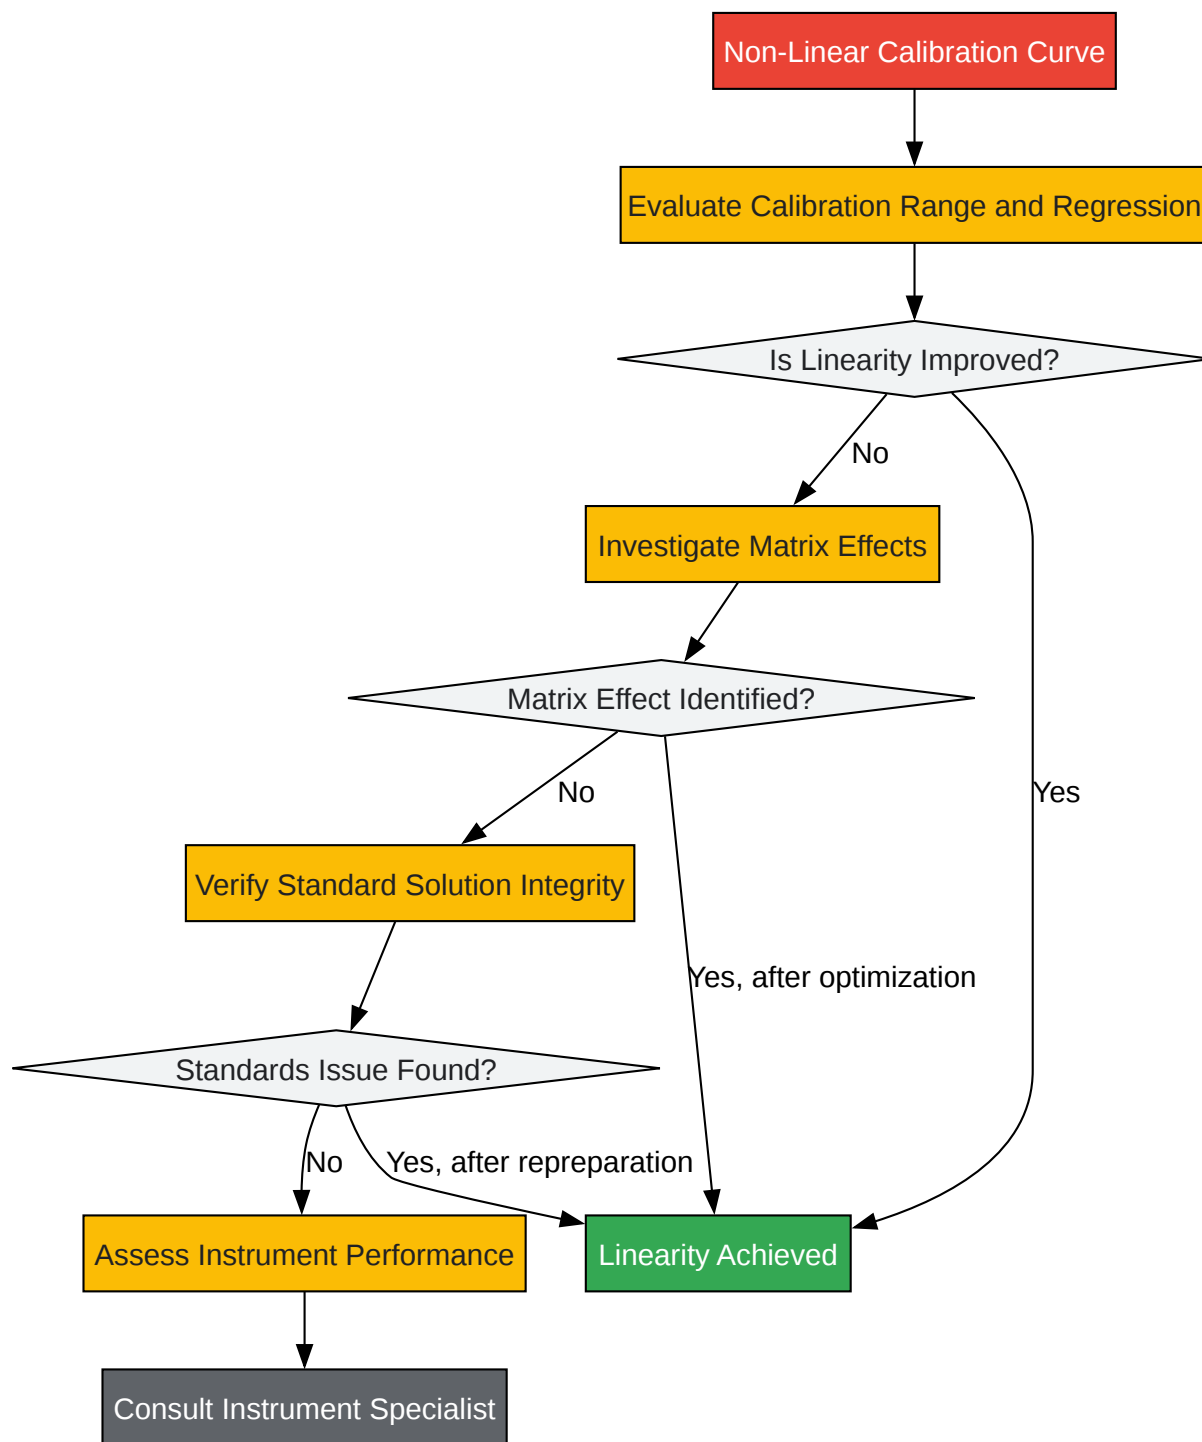 Non-Linear Calibration Curve
Evaluate Calibration Range and Regression
Is Linearity Improved?
No
Investigate Matrix Effects
Matrix Effect Identified?
No
Yes
Verify Standard Solution Integrity
Yes, after optimization
Standards Issue Found?
No
Yes, after repreparation
Assess Instrument Performance
Linearity Achieved
Consult Instrument Specialist